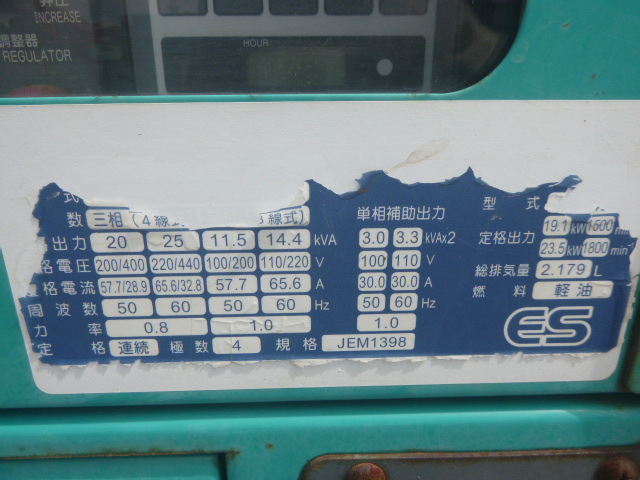 昇圧
INCREASE
調整器
REGULATOR
HOUR
式
数 三相(4線式 線式) 単相補助出力 型式
出力 20 25 11.5 14.4 kVA 3.0 3.3 kVAx2 定格出力 19.1 kW 1500 min
格電圧 200/400 220/440 100/200 110/220 V 100 110 V 23.5 kW 1800 min
格電流 57.7/28.9 65.6/32.8 57.7 65.6 A 30.0 30.0 A 総排気量 2.179 L
周波数 50 60 50 60 Hz 50 60 Hz 燃料 軽油
力率 0.8 1.0 1.0 ES
定格 連続 極数 4 規格 JEM1398